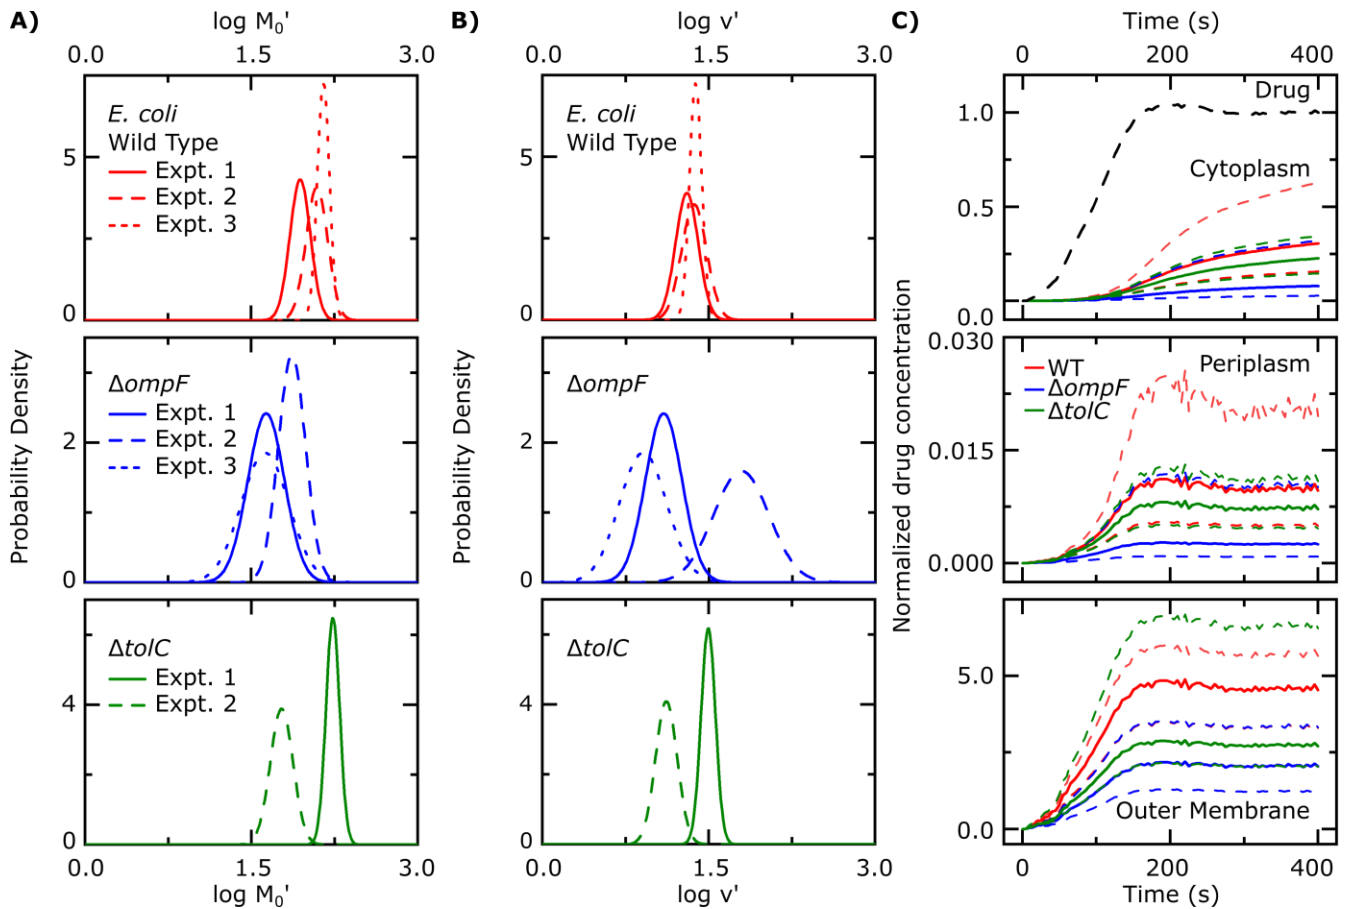 A)
log M₀'
0.0 1.5 3.0
E. coli
Wild Type
Expt. 1
Expt. 2
Expt. 3
5
0
ΔompF
Expt. 1
Expt. 2
Expt. 3
2
0
ΔtolC
Expt. 1
Expt. 2
4
0
0.0 1.5 3.0
log M₀'
Probability Density
B)
log v'
0.0 1.5 3.0
E. coli
Wild Type
5
0
ΔompF
2
0
ΔtolC
4
0
0.0 1.5 3.0
log v'
Probability Density
C)
Time (s)
0 200 400
Drug
1.0
Cytoplasm
0.5
0.0
0.030
Periplasm
WT
ΔompF
ΔtolC
0.015
0.000
5.0
0.0
Outer Membrane
0 200 400
Time (s)
Normalized drug concentration